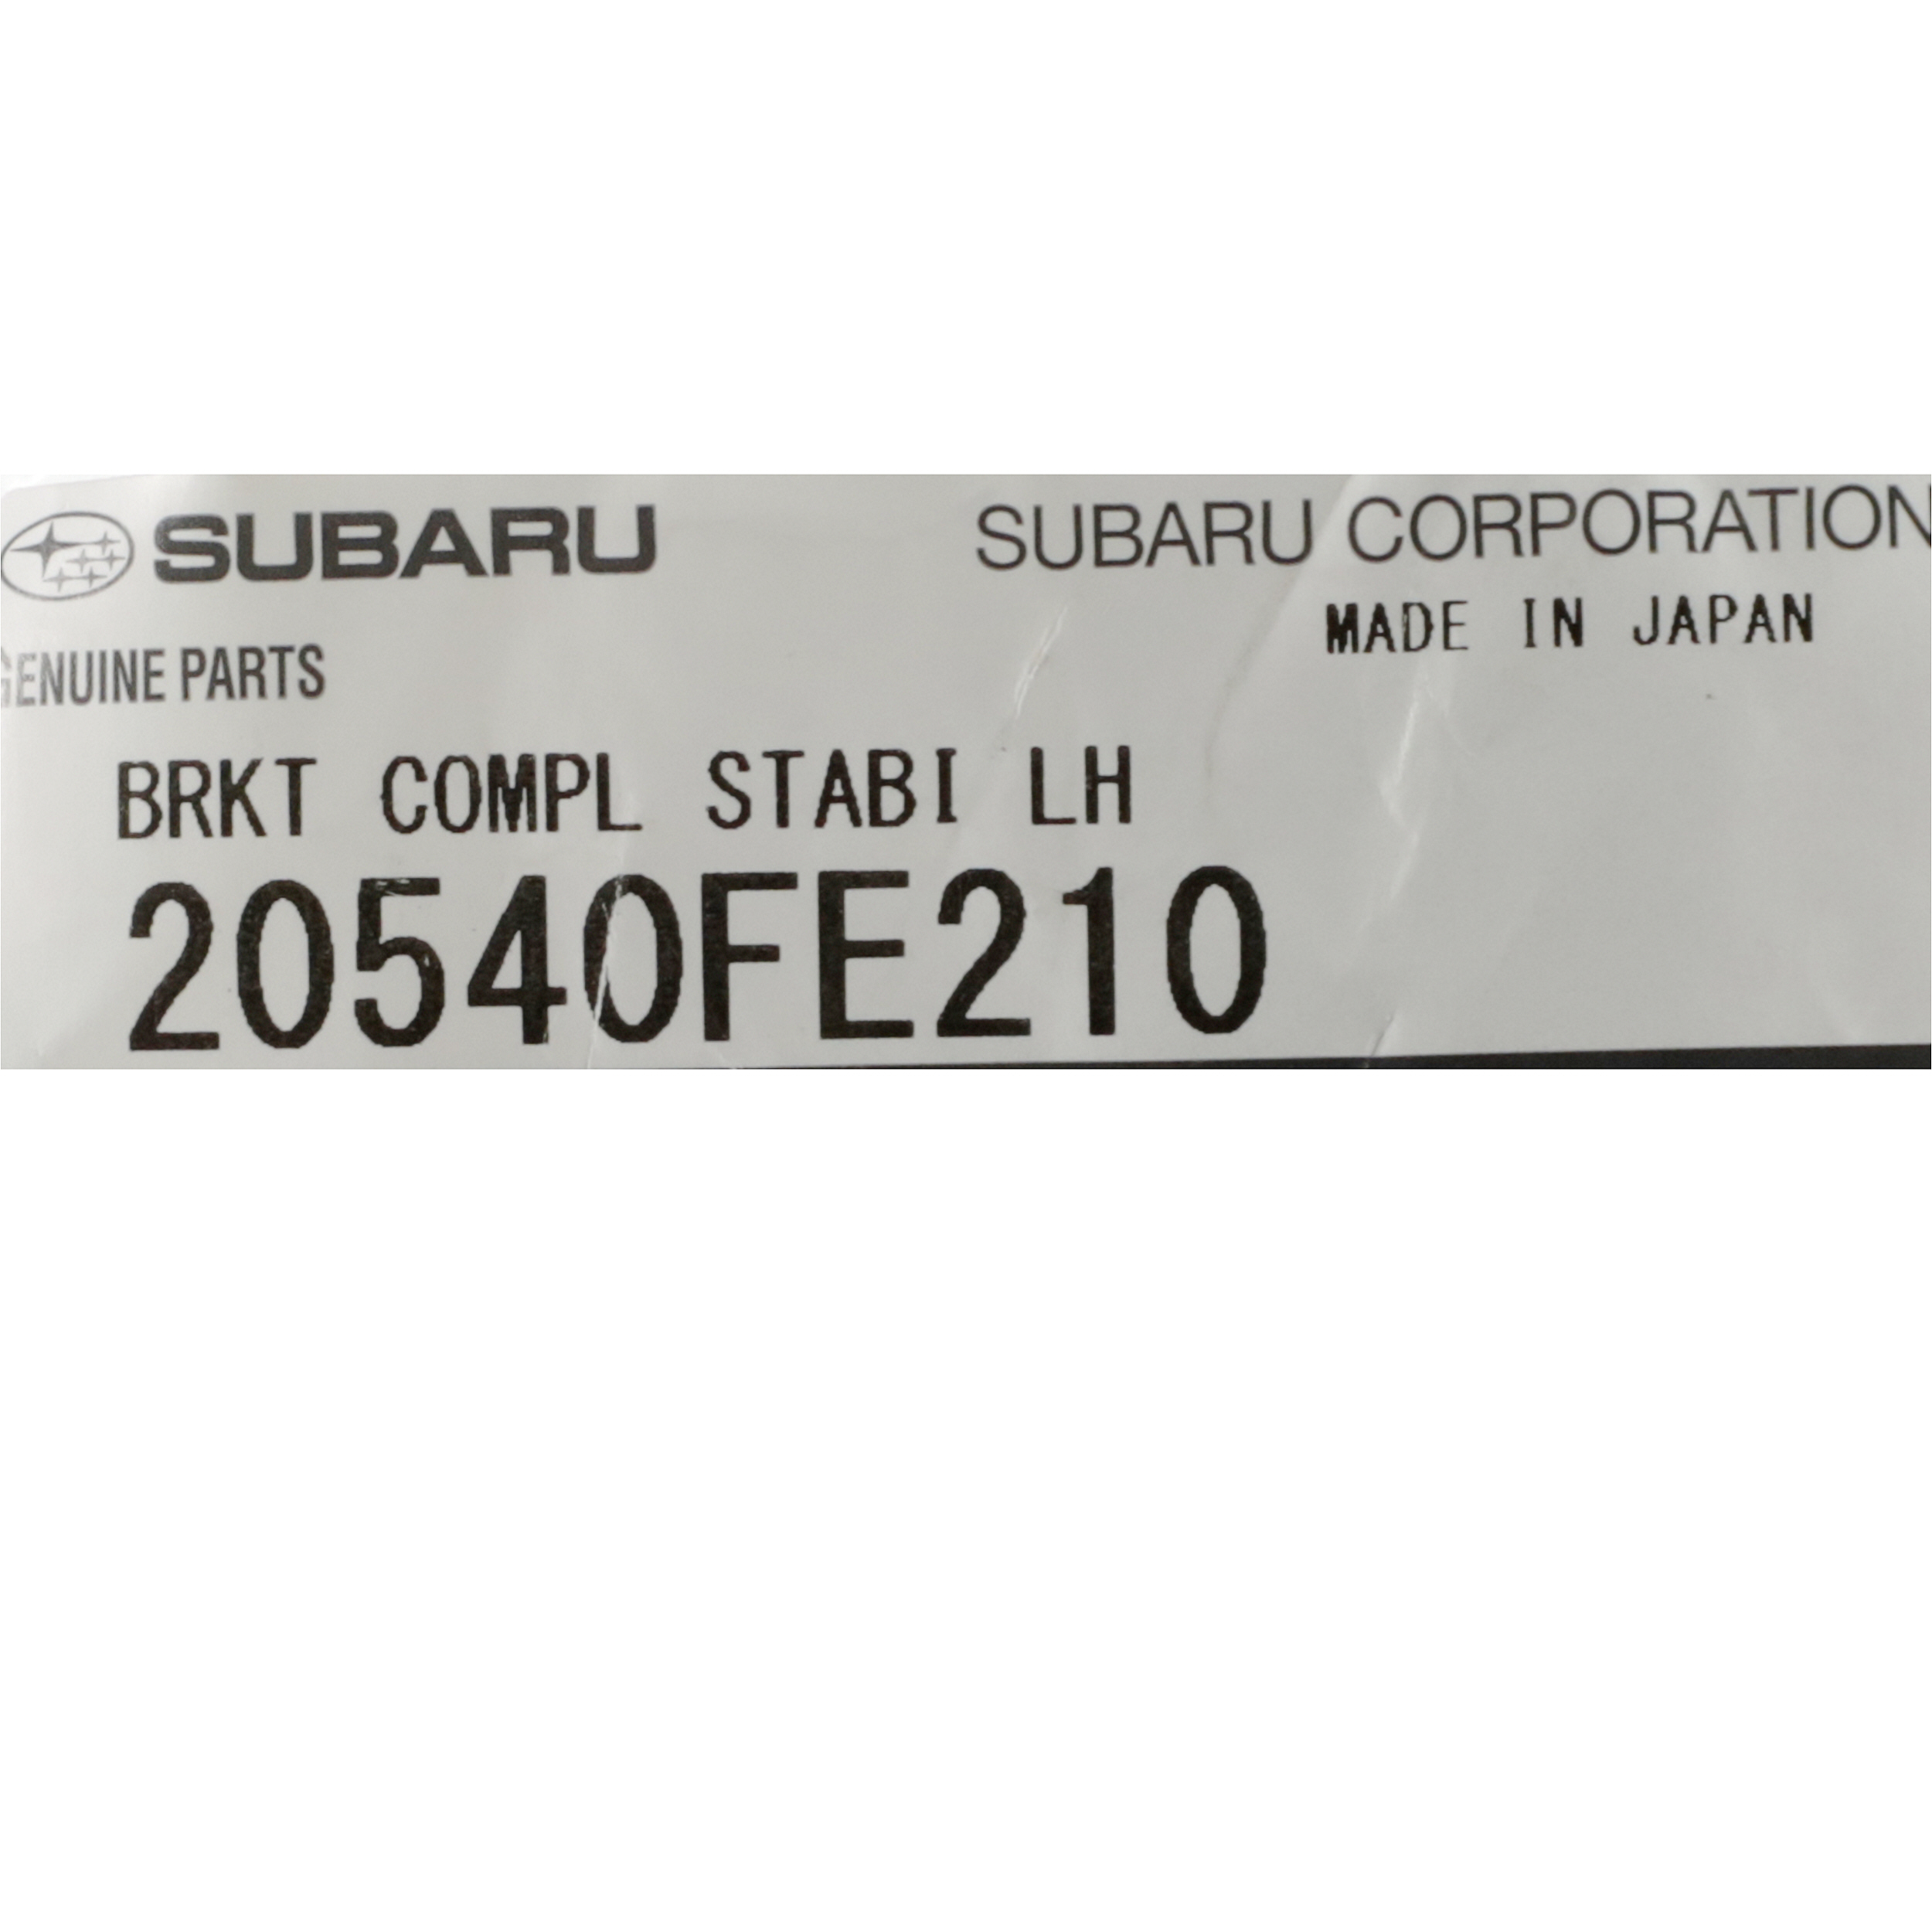 SUBARU SUBARU CORPORATION
MADE IN JAPAN
GENUINE PARTS
BRKT COMPL STABI LH
20540FE210